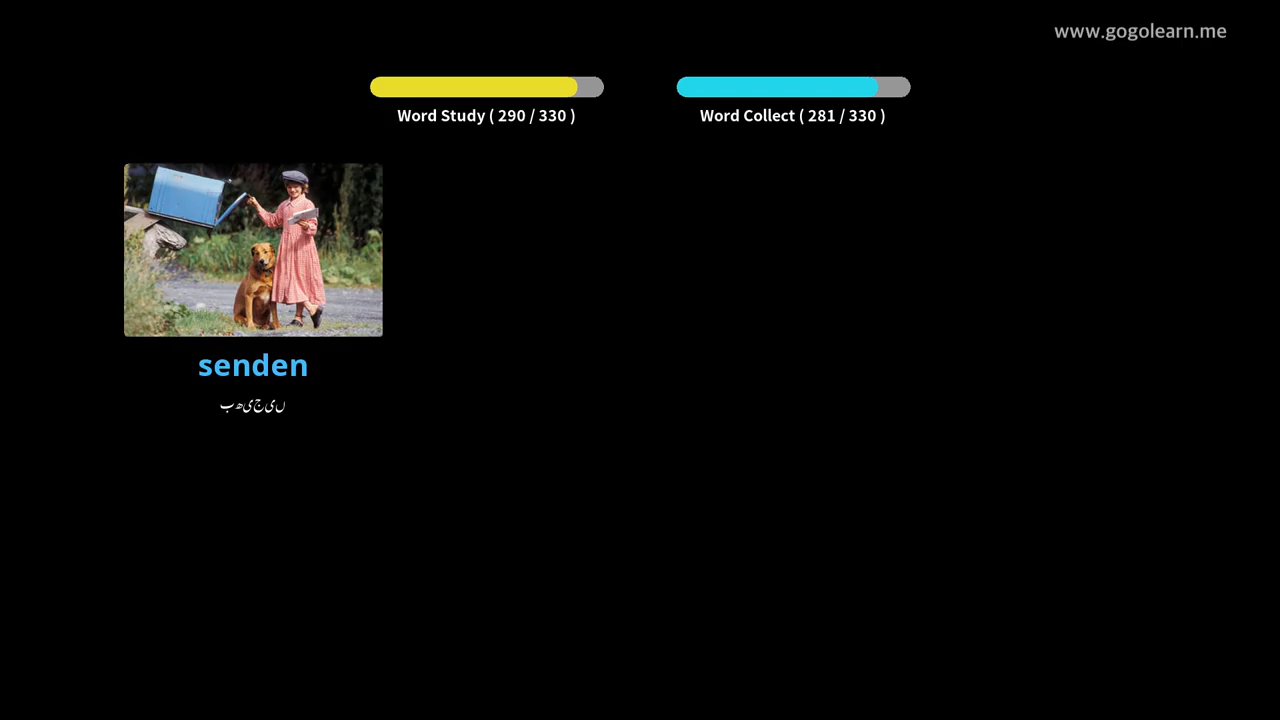 www.gogolearn.me
Word Study ( 290 / 330 )
Word Collect ( 281 / 330 )
senden
بھیجیں